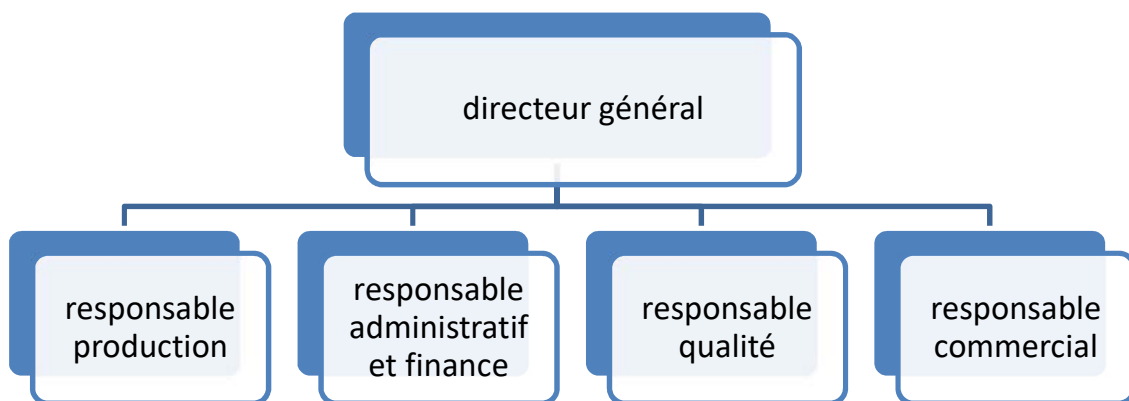 directeur général
responsable
production
responsable
administratif
et finance
responsable
qualité
responsable
commercial